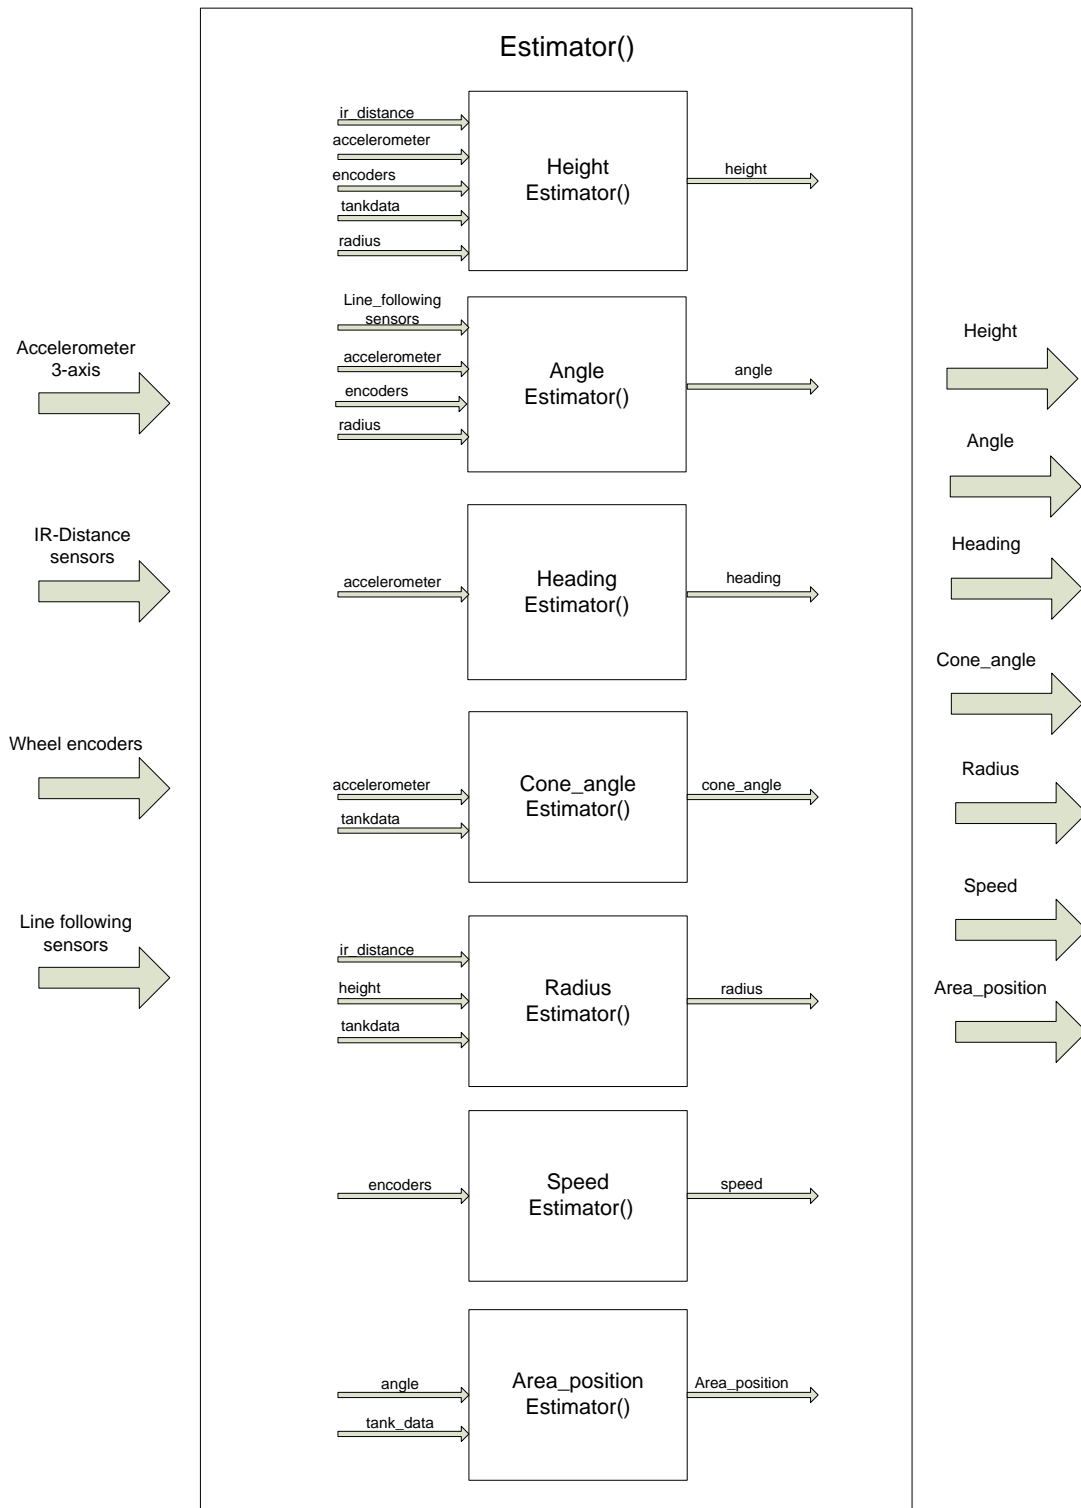 Estimator()
ir_distance
accelerometer
encoders
tankdata
radius
Height
Estimator()
height
Line_following
sensors
accelerometer
encoders
radius
Angle
Estimator()
angle
accelerometer
Heading
Estimator()
heading
accelerometer
tankdata
Cone_angle
Estimator()
cone_angle
ir_distance
height
tankdata
Radius
Estimator()
radius
encoders
Speed
Estimator()
speed
angle
tank_data
Area_position
Estimator()
Area_position
Accelerometer
3-axis
IR-Distance
sensors
Wheel encoders
Line following
sensors
Height
Angle
Heading
Cone_angle
Radius
Speed
Area_position